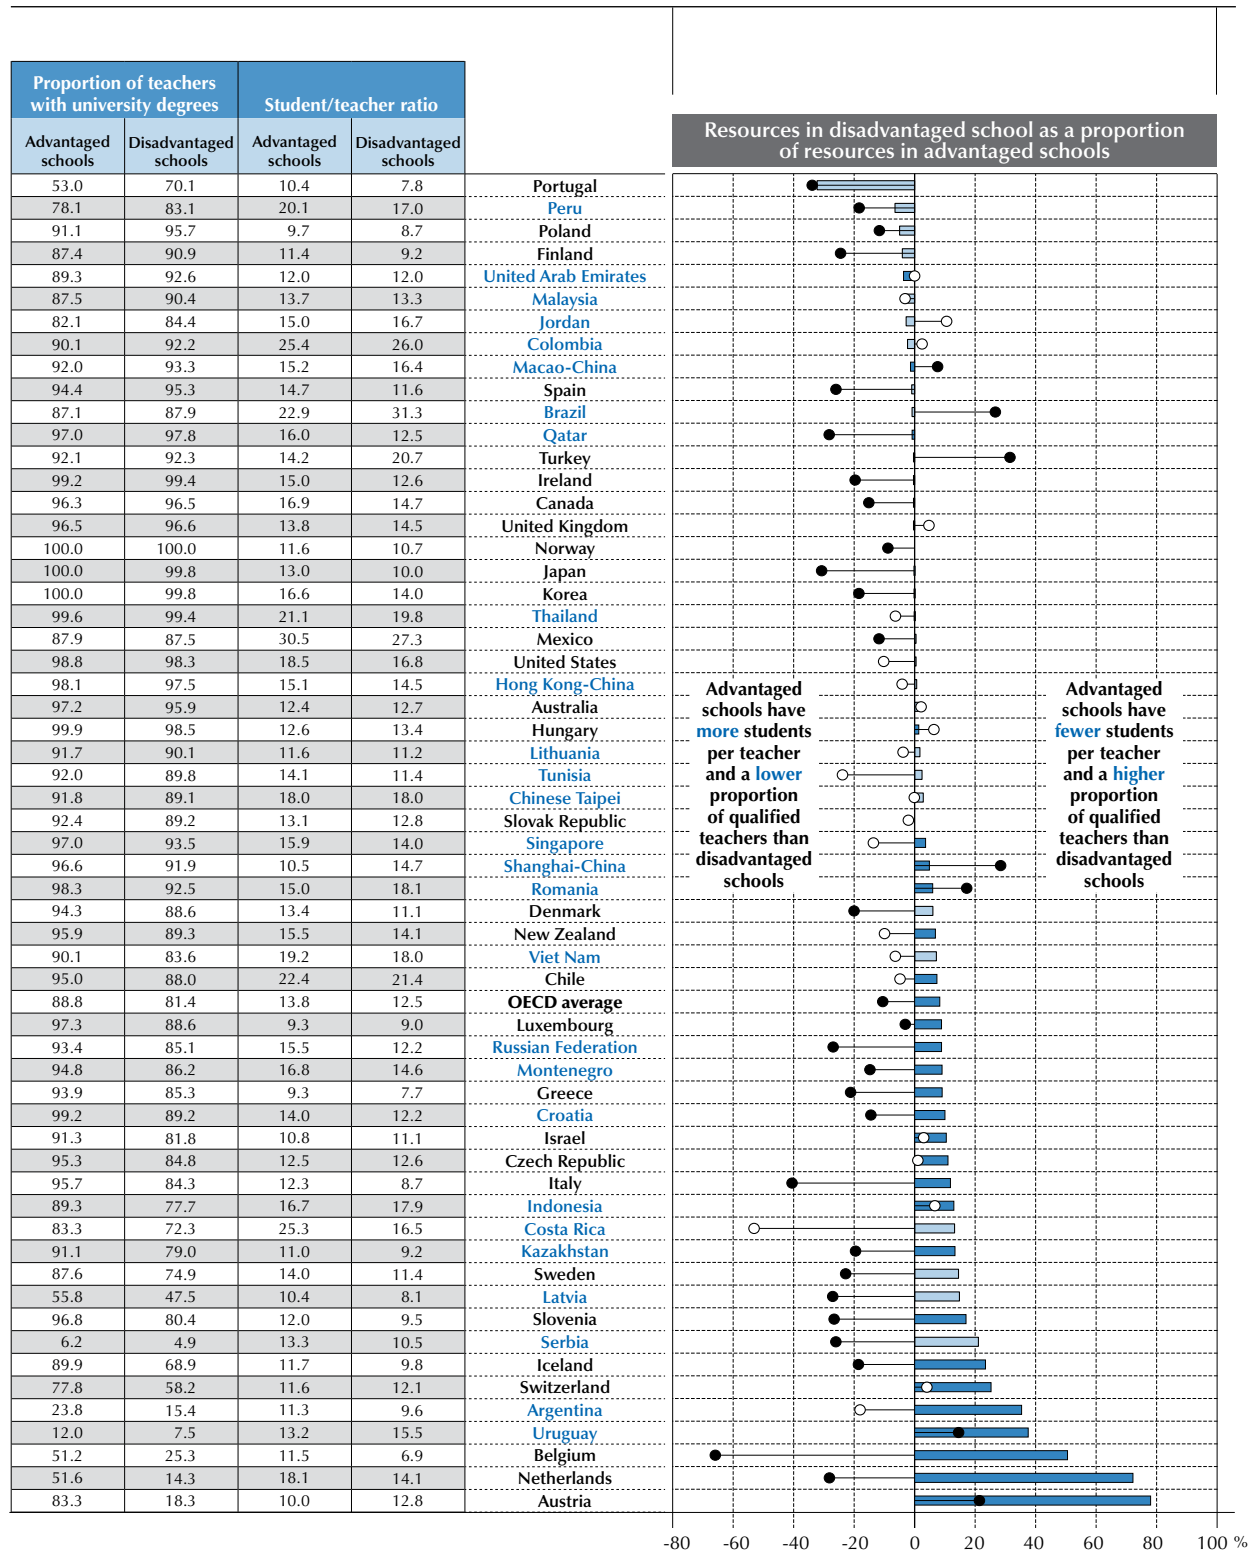 Proportion of teachers
with university degrees
Student/teacher ratio
Advantaged
schools
Disadvantaged
schools
Advantaged
schools
Disadvantaged
schools
Resources in disadvantaged school as a proportion
of resources in advantaged schools
53.0 70.1 10.4 7.8 Portugal
78.1 83.1 20.1 17.0 Peru
91.1 95.7 9.7 8.7 Poland
87.4 90.9 11.4 9.2 Finland
89.3 92.6 12.0 12.0 United Arab Emirates
87.5 90.4 13.7 13.3 Malaysia
82.1 84.4 15.0 16.7 Jordan
90.1 92.2 25.4 26.0 Colombia
92.0 93.3 15.2 16.4 Macao-China
94.4 95.3 14.7 11.6 Spain
87.1 87.9 22.9 31.3 Brazil
97.0 97.8 16.0 12.5 Qatar
92.1 92.3 14.2 20.7 Turkey
99.2 99.4 15.0 12.6 Ireland
96.3 96.5 16.9 14.7 Canada
96.5 96.6 13.8 14.5 United Kingdom
100.0 100.0 11.6 10.7 Norway
100.0 99.8 13.0 10.0 Japan
100.0 99.8 16.6 14.0 Korea
99.6 99.4 21.1 19.8 Thailand
87.9 87.5 30.5 27.3 Mexico
98.8 98.3 18.5 16.8 United States
98.1 97.5 15.1 14.5 Hong Kong-China
97.2 95.9 12.4 12.7 Australia
99.9 98.5 12.6 13.4 Hungary
91.7 90.1 11.6 11.2 Lithuania
92.0 89.8 14.1 11.4 Tunisia
91.8 89.1 18.0 18.0 Chinese Taipei
92.4 89.2 13.1 12.8 Slovak Republic
97.0 93.5 15.9 14.0 Singapore
96.6 91.9 10.5 14.7 Shanghai-China
98.3 92.5 15.0 18.1 Romania
94.3 88.6 13.4 11.1 Denmark
95.9 89.3 15.5 14.1 New Zealand
90.1 83.6 19.2 18.0 Viet Nam
95.0 88.0 22.4 21.4 Chile
88.8 81.4 13.8 12.5 OECD average
97.3 88.6 9.3 9.0 Luxembourg
93.4 85.1 15.5 12.2 Russian Federation
94.8 86.2 16.8 14.6 Montenegro
93.9 85.3 9.3 7.7 Greece
99.2 89.2 14.0 12.2 Croatia
91.3 81.8 10.8 11.1 Israel
95.3 84.8 12.5 12.6 Czech Republic
95.7 84.3 12.3 8.7 Italy
89.3 77.7 16.7 17.9 Indonesia
83.3 72.3 25.3 16.5 Costa Rica
91.1 79.0 11.0 9.2 Kazakhstan
87.6 74.9 14.0 11.4 Sweden
55.8 47.5 10.4 8.1 Latvia
96.8 80.4 12.0 9.5 Slovenia
6.2 4.9 13.3 10.5 Serbia
89.9 68.9 11.7 9.8 Iceland
77.8 58.2 11.6 12.1 Switzerland
23.8 15.4 11.3 9.6 Argentina
12.0 7.5 13.2 15.5 Uruguay
51.2 25.3 11.5 6.9 Belgium
51.6 14.3 18.1 14.1 Netherlands
83.3 18.3 10.0 12.8 Austria
Advantaged
schools have
more students
per teacher
and a lower
proportion
of qualified
teachers than
disadvantaged
schools
Advantaged
schools have
fewer students
per teacher
and a higher
proportion
of qualified
teachers than
disadvantaged
schools
-80 -60 -40 -20 0 20 40 60 80 100 %